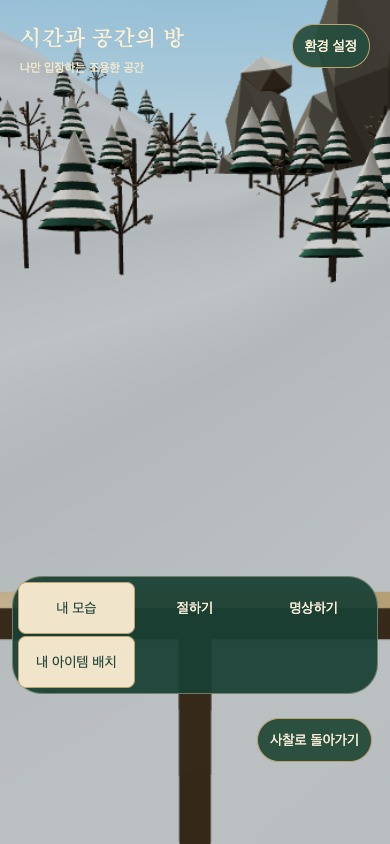 시간과 공간의 방
환경 설정
나만 입장하는 조용한 공간
내 모습
절하기
명상하기
내 아이템 배치
사찰로 돌아가기